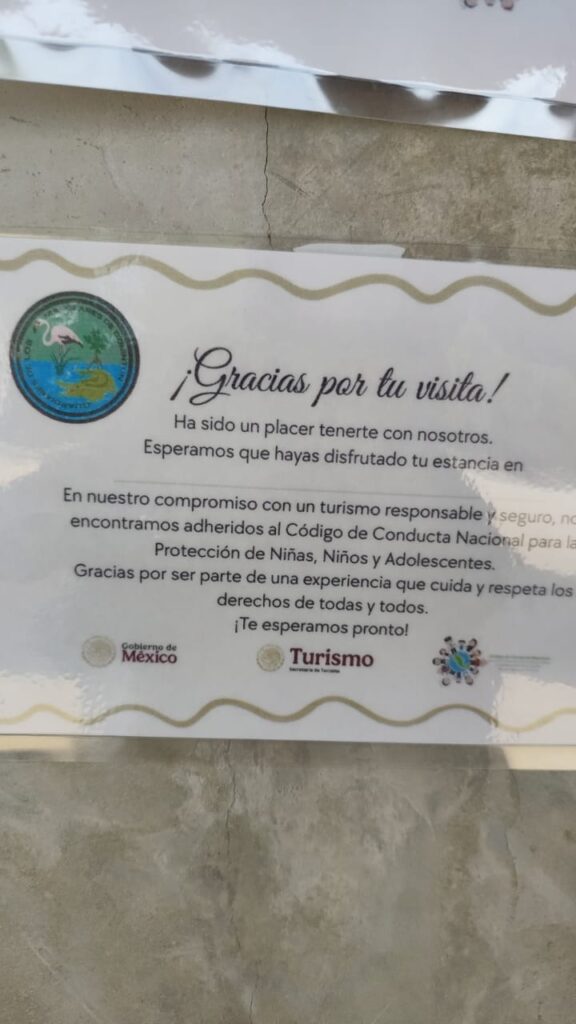 ¡Gracias por tu visita!
Ha sido un placer tenerte con nosotros.
Esperamos que hayas disfrutado tu estancia en
En nuestro compromiso con un turismo responsable y seguro,
encontramos adheridos al Código de Conducta Nacional para la
Protección de Niñas, Niños y Adolescentes.
Gracias por ser parte de una experiencia que cuida y respeta los
derechos de todas y todos.
¡Te esperamos pronto!
Gobierno de
México
Turismo
Secretaría de Turismo